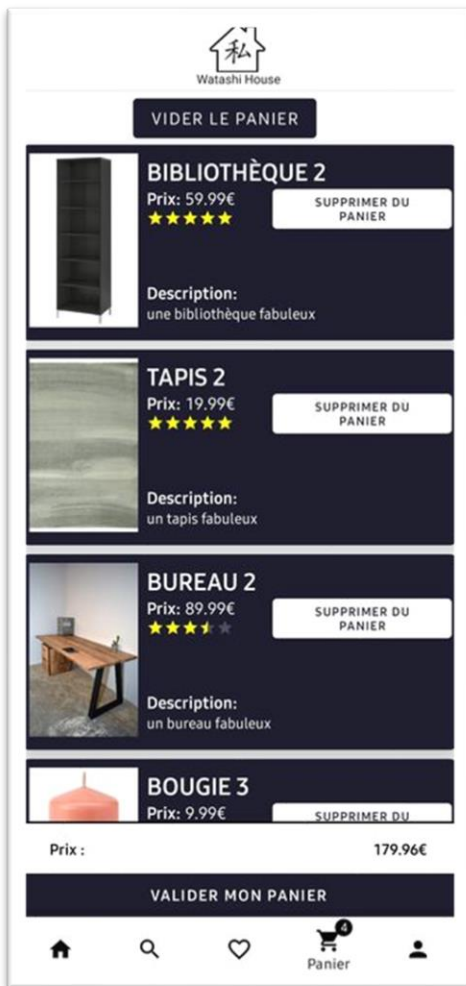 私
Watashi House
VIDER LE PANIER
BIBLIOTHÈQUE 2
Prix: 59.99€
SUPPRIMER DU
PANIER
Description:
une bibliothèque fabuleux
TAPIS 2
Prix: 19.99€
SUPPRIMER DU
PANIER
Description:
un tapis fabuleux
BUREAU 2
Prix: 89.99€
SUPPRIMER DU
PANIER
Description:
un bureau fabuleux
BOUGIE 3
Prix: 9.99€
SUPPRIMER DU
Prix :
179.96€
VALIDER MON PANIER
4
Panier